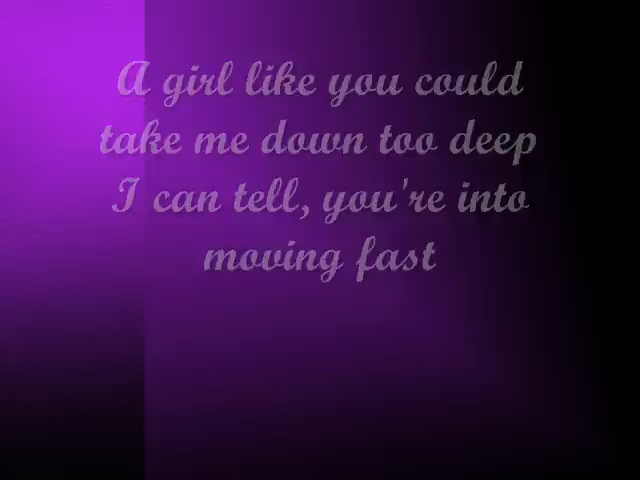 A girl like you could
take me down too deep
I can tell, you're into
moving fast